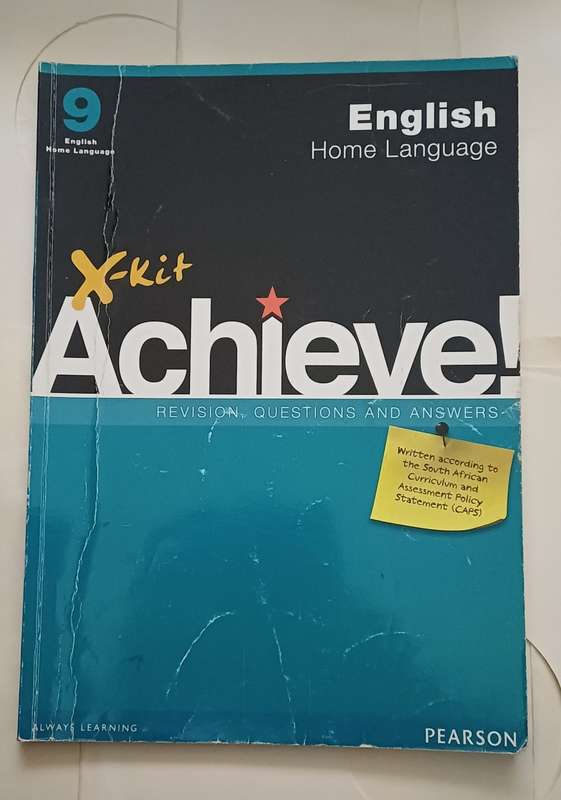 9
English
Home Language
English
Home Language
X-Kit
Achieve!
REVISION, QUESTIONS AND ANSWERS
Written according to
the South African
Curriculum and
Assessment Policy
Statement (CAPS)
ALWAYS LEARNING
PEARSON